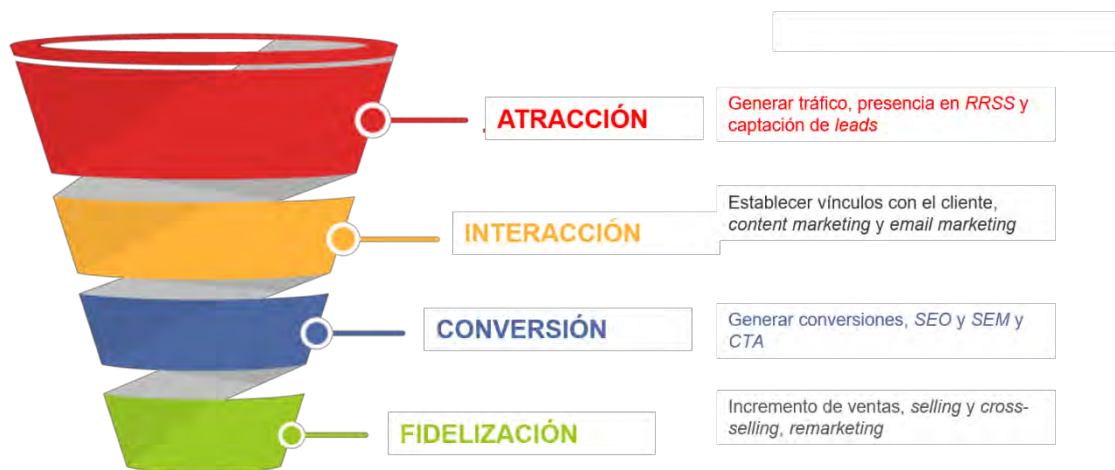 ATRACCIÓN
Generar tráfico, presencia en RRSS y
captación de leads
INTERACCIÓN
Establecer vínculos con el cliente,
content marketing y email marketing
CONVERSIÓN
Generar conversiones, SEO y SEM y
CTA
FIDELIZACIÓN
Incremento de ventas, selling y cross-
selling, remarketing